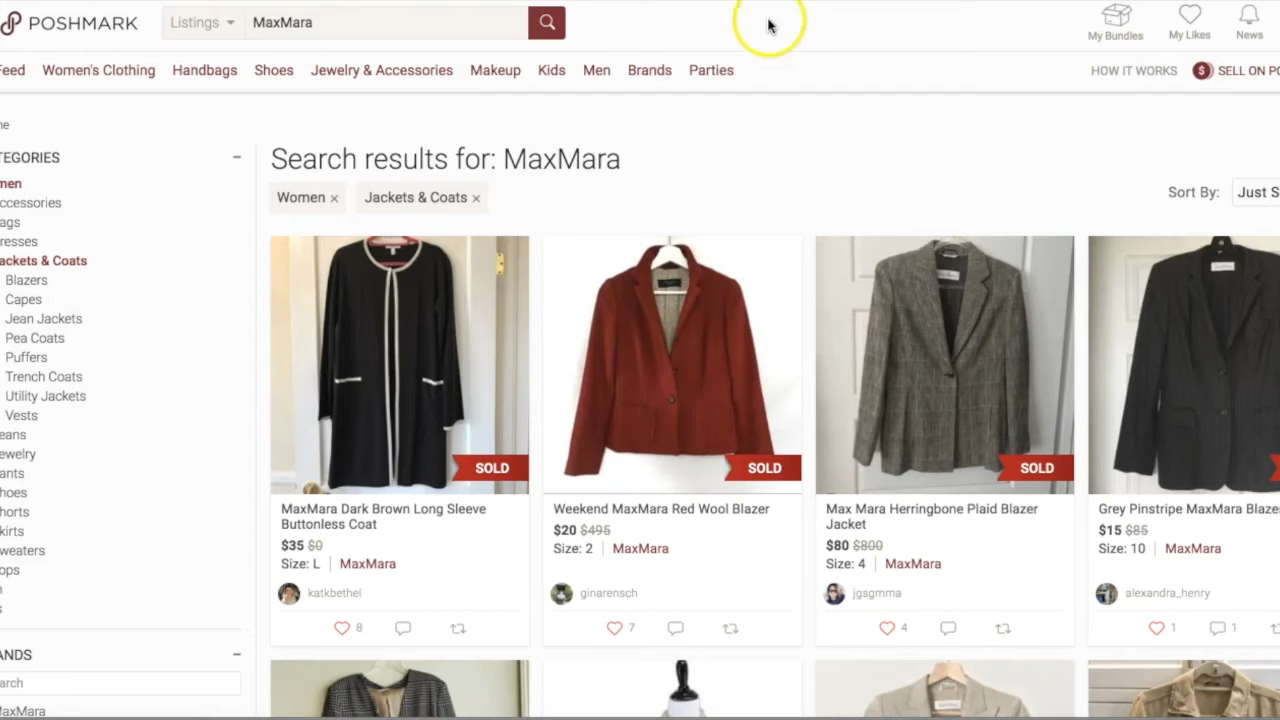 POSHMARK
Listings
MaxMara
My Bundles
My Likes
News
Feed
Women's Clothing
Handbags
Shoes
Jewelry & Accessories
Makeup
Kids
Men
Brands
Parties
HOW IT WORKS
$ SELL ON PO
me
TEGORIES
−
men
ccessories
ags
resses
ackets & Coats
Blazers
Capes
Jean Jackets
Pea Coats
Puffers
Trench Coats
Utility Jackets
Vests
eans
ewelry
ants
hoes
horts
kirts
weaters
ops
ANDS
−
arch
MaxMara
Search results for: MaxMara
Women ×
Jackets & Coats ×
Sort By:
Just S
SOLD
MaxMara Dark Brown Long Sleeve
Buttonless Coat
$35 $0
Size: L | MaxMara
katkbethel
8
SOLD
Weekend MaxMara Red Wool Blazer
$20 $495
Size: 2 | MaxMara
ginarensch
7
SOLD
Max Mara Herringbone Plaid Blazer
Jacket
$80 $800
Size: 4 | MaxMara
jgsgmma
4
Grey Pinstripe MaxMara Blaze
$15 $85
Size: 10 | MaxMara
alexandra_henry
1
1